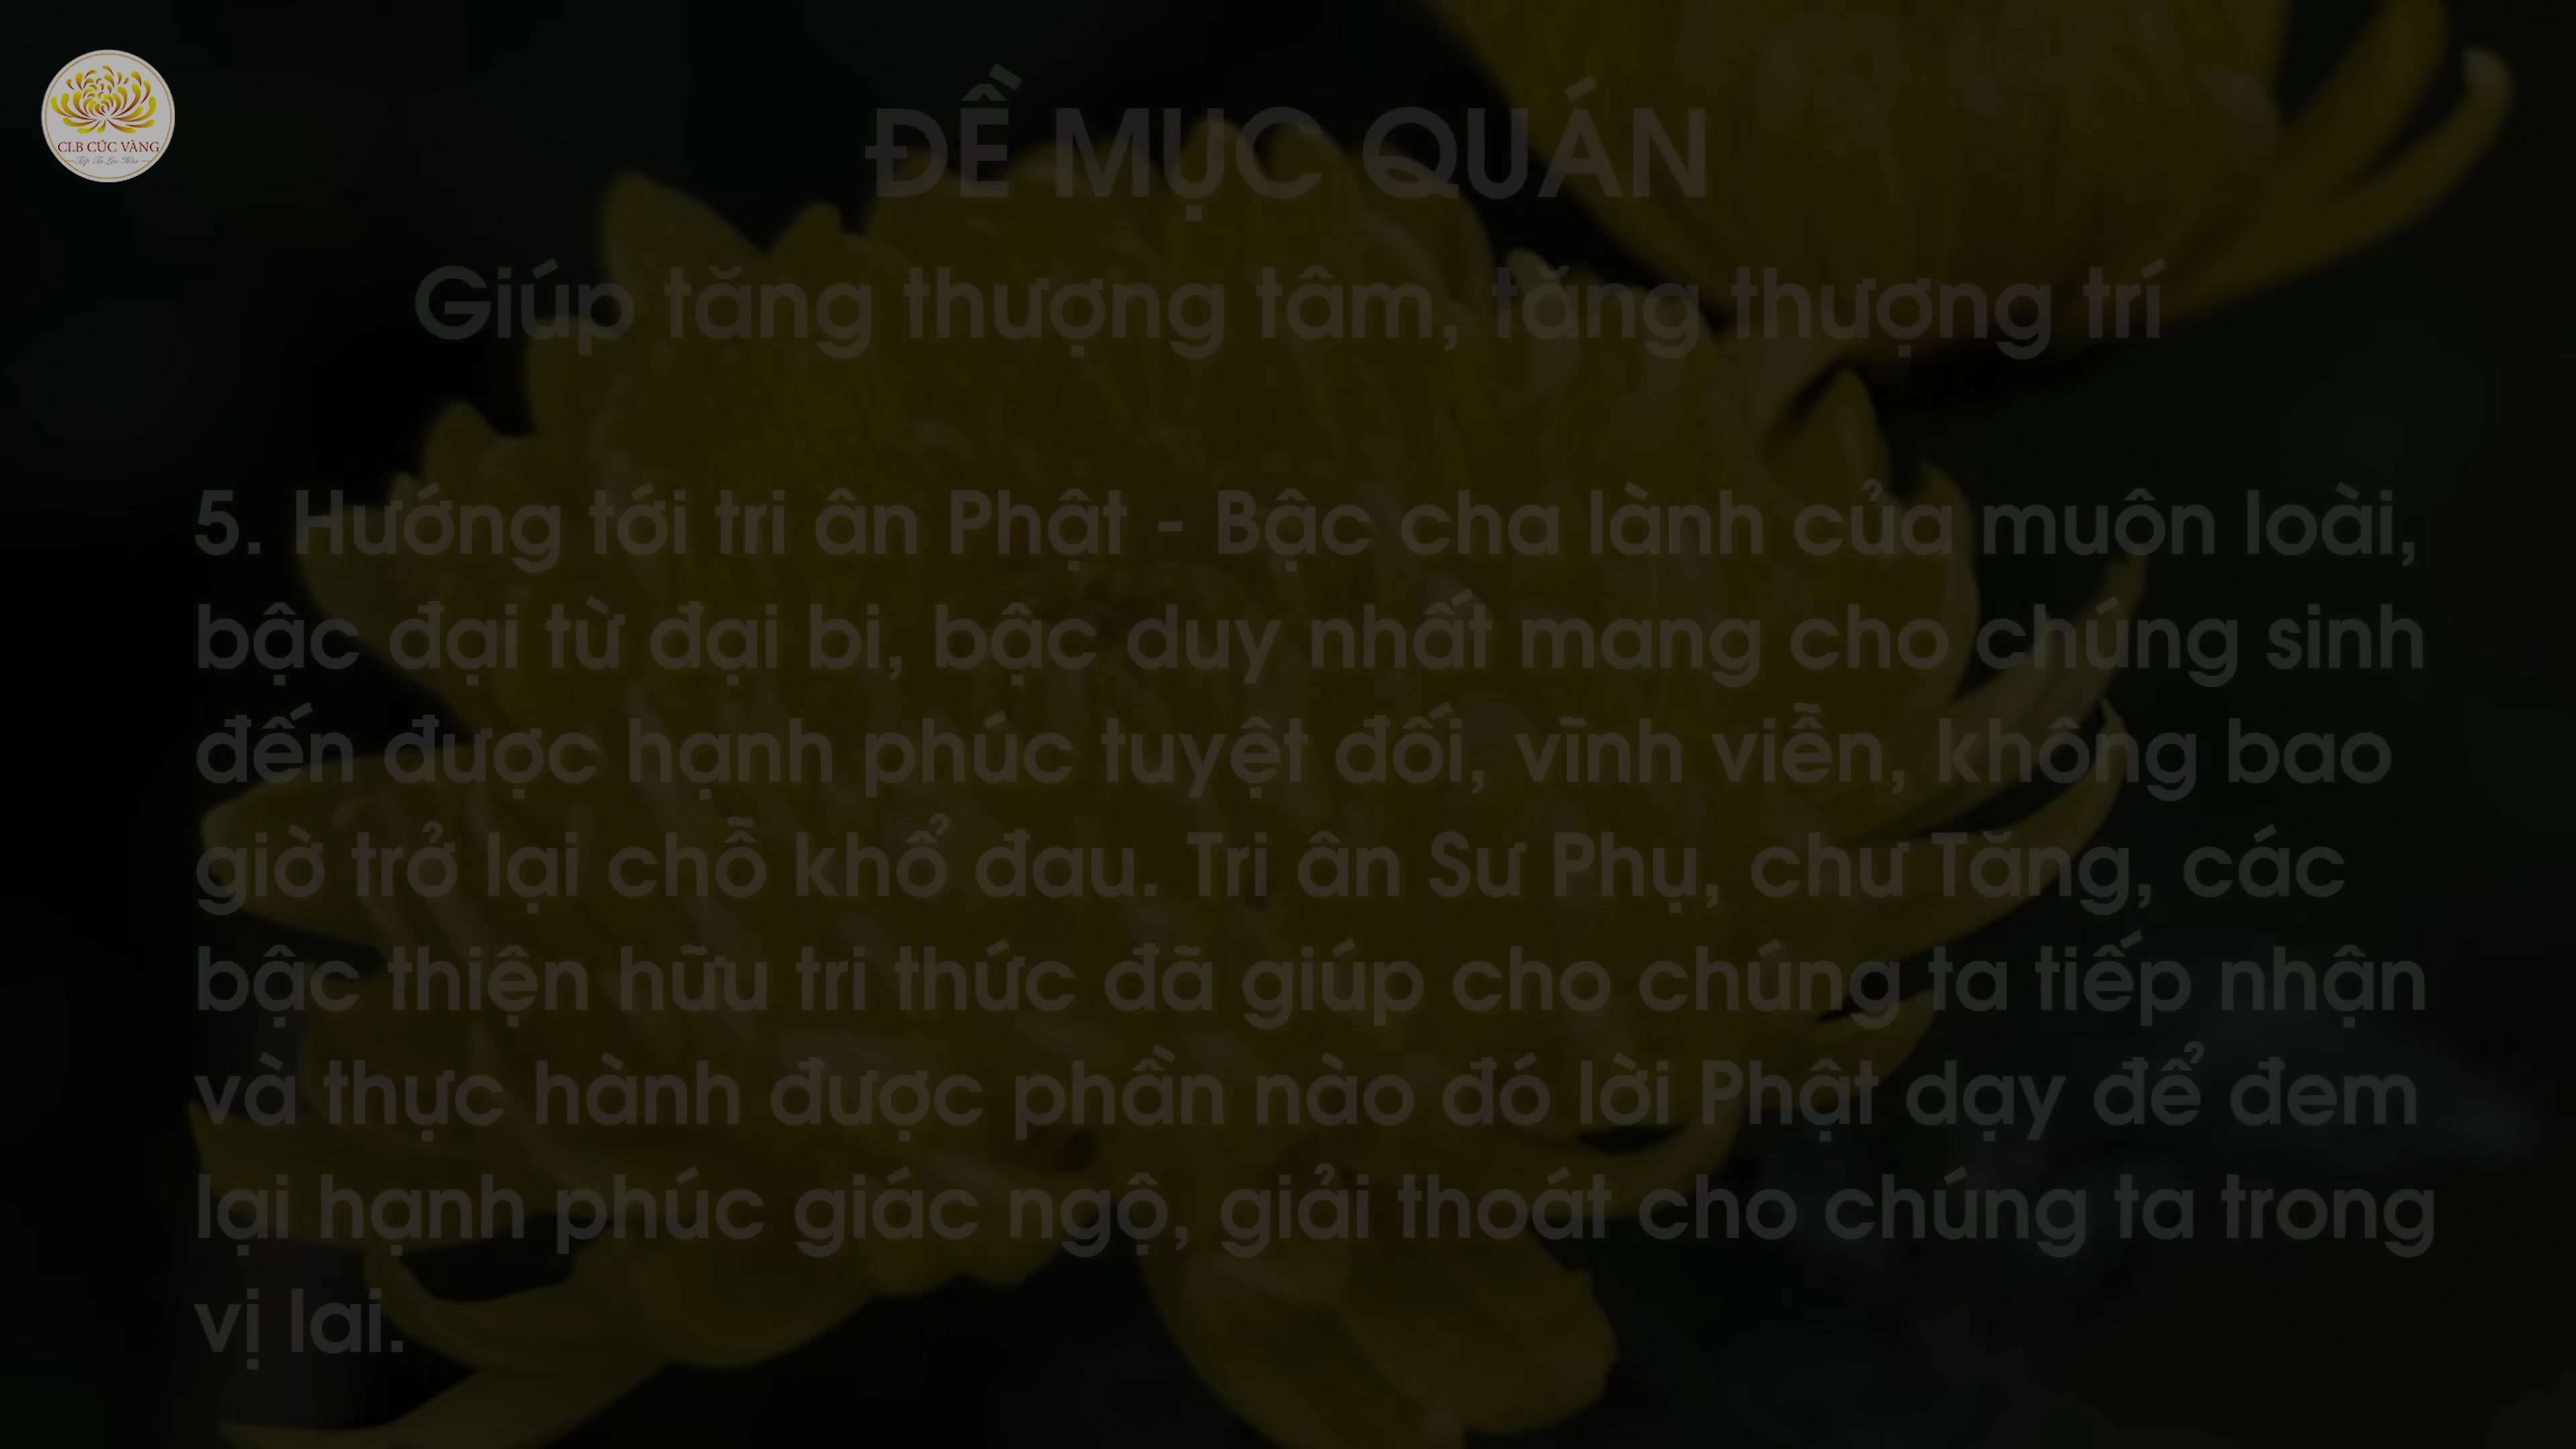 CLB CÚC VÀNG
Tập Tu Lục Hòa
ĐỀ MỤC QUÁN
Giúp tăng thượng tâm, tăng thượng trí
5. Hướng tới tri ân Phật - Bậc cha lành của muôn loài,
bậc đại từ đại bi, bậc duy nhất mang cho chúng sinh
đến được hạnh phúc tuyệt đối, vĩnh viễn, không bao
giờ trở lại chỗ khổ đau. Tri ân Sư Phụ, chư Tăng, các
bậc thiện hữu tri thức đã giúp cho chúng ta tiếp nhận
và thực hành được phần nào đó lời Phật dạy để đem
lại hạnh phúc giác ngộ, giải thoát cho chúng ta trong
vị lai.